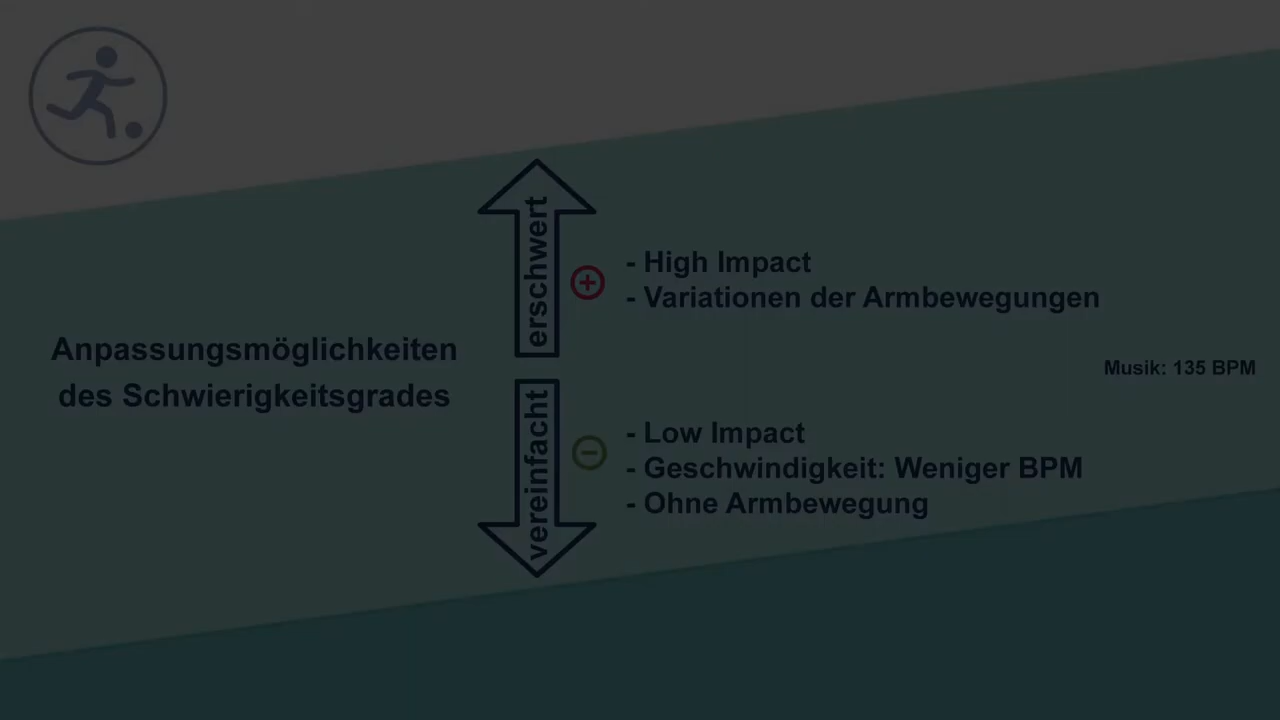 Anpassungsmöglichkeiten
des Schwierigkeitsgrades
erschwert
- High Impact
- Variationen der Armbewegungen
Musik: 135 BPM
vereinfacht
- Low Impact
- Geschwindigkeit: Weniger BPM
- Ohne Armbewegung